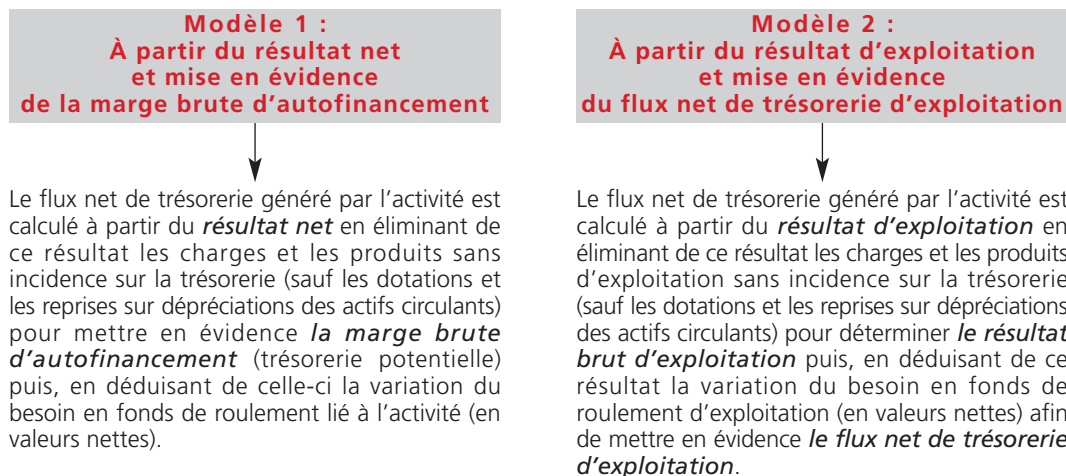 Modèle 1 :
À partir du résultat net
et mise en évidence
de la marge brute d’autofinancement
Le flux net de trésorerie généré par l’activité est
calculé à partir du résultat net en éliminant de
ce résultat les charges et les produits sans
incidence sur la trésorerie (sauf les dotations et
les reprises sur dépréciations des actifs circulants)
pour mettre en évidence la marge brute
d’autofinancement (trésorerie potentielle)
puis, en déduisant de celle-ci la variation du
besoin en fonds de roulement lié à l’activité (en
valeurs nettes).
Modèle 2 :
À partir du résultat d’exploitation
et mise en évidence
du flux net de trésorerie d’exploitation
Le flux net de trésorerie généré par l’activité est
calculé à partir du résultat d’exploitation en
éliminant de ce résultat les charges et les produits
d’exploitation sans incidence sur la trésorerie
(sauf les dotations et les reprises sur dépréciations
des actifs circulants) pour déterminer le résultat
brut d’exploitation puis, en déduisant de ce
résultat la variation du besoin en fonds de
roulement d’exploitation (en valeurs nettes) afin
de mettre en évidence le flux net de trésorerie
d’exploitation.